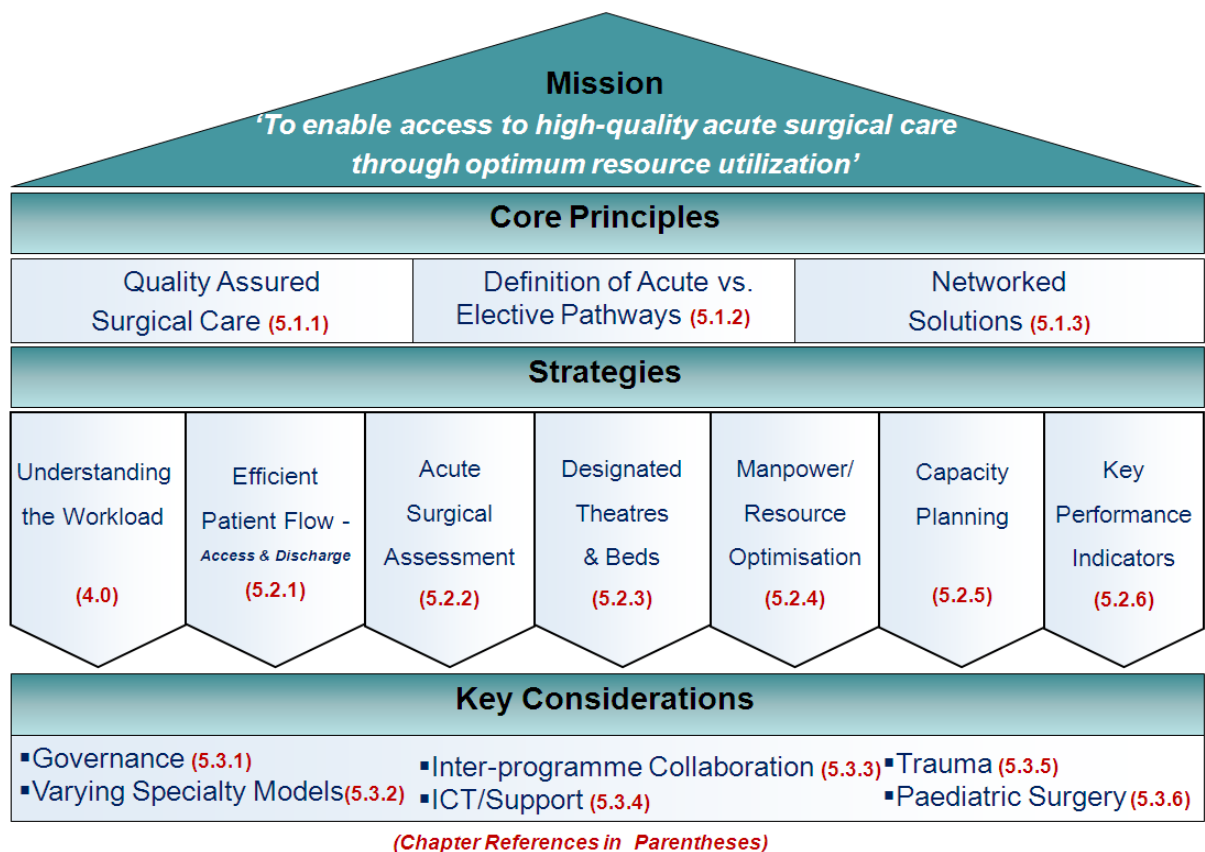 Mission
‘To enable access to high-quality acute surgical care
through optimum resource utilization’
Core Principles
Quality Assured
Surgical Care (5.1.1)
Definition of Acute vs.
Elective Pathways (5.1.2)
Networked
Solutions (5.1.3)
Strategies
Understanding
the Workload
(4.0)
Efficient
Patient Flow -
Access & Discharge
(5.2.1)
Acute
Surgical
Assessment
(5.2.2)
Designated
Theatres
& Beds
(5.2.3)
Manpower/
Resource
Optimisation
(5.2.4)
Capacity
Planning
(5.2.5)
Key
Performance
Indicators
(5.2.6)
Key Considerations
▪Governance (5.3.1)
▪Varying Specialty Models(5.3.2)
▪Inter-programme Collaboration (5.3.3)
▪ICT/Support (5.3.4)
▪Trauma (5.3.5)
▪Paediatric Surgery (5.3.6)
(Chapter References in Parentheses)